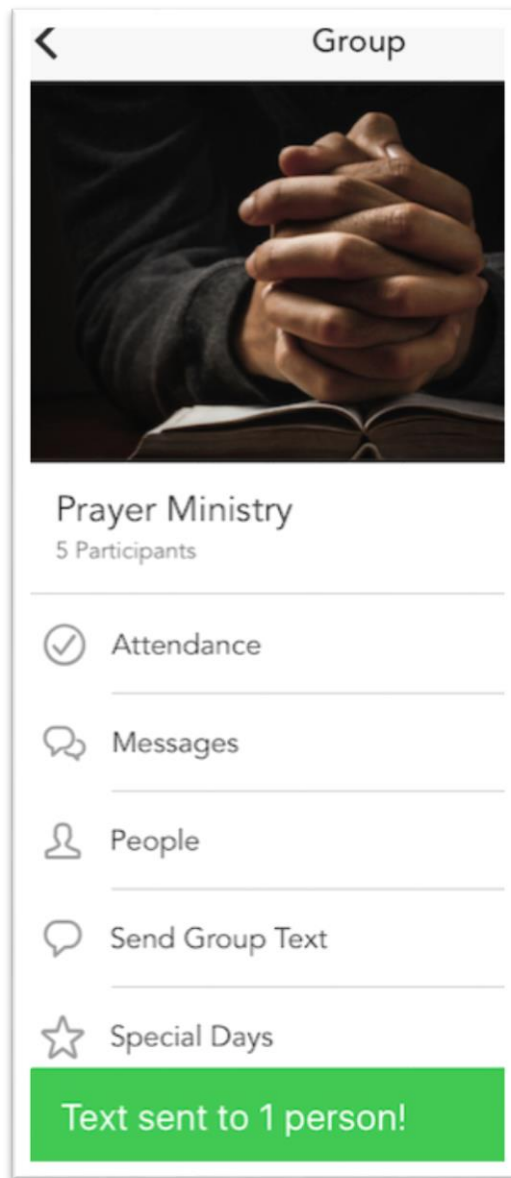 Group
Prayer Ministry
5 Participants
Attendance
Messages
People
Send Group Text
Special Days
Text sent to 1 person!